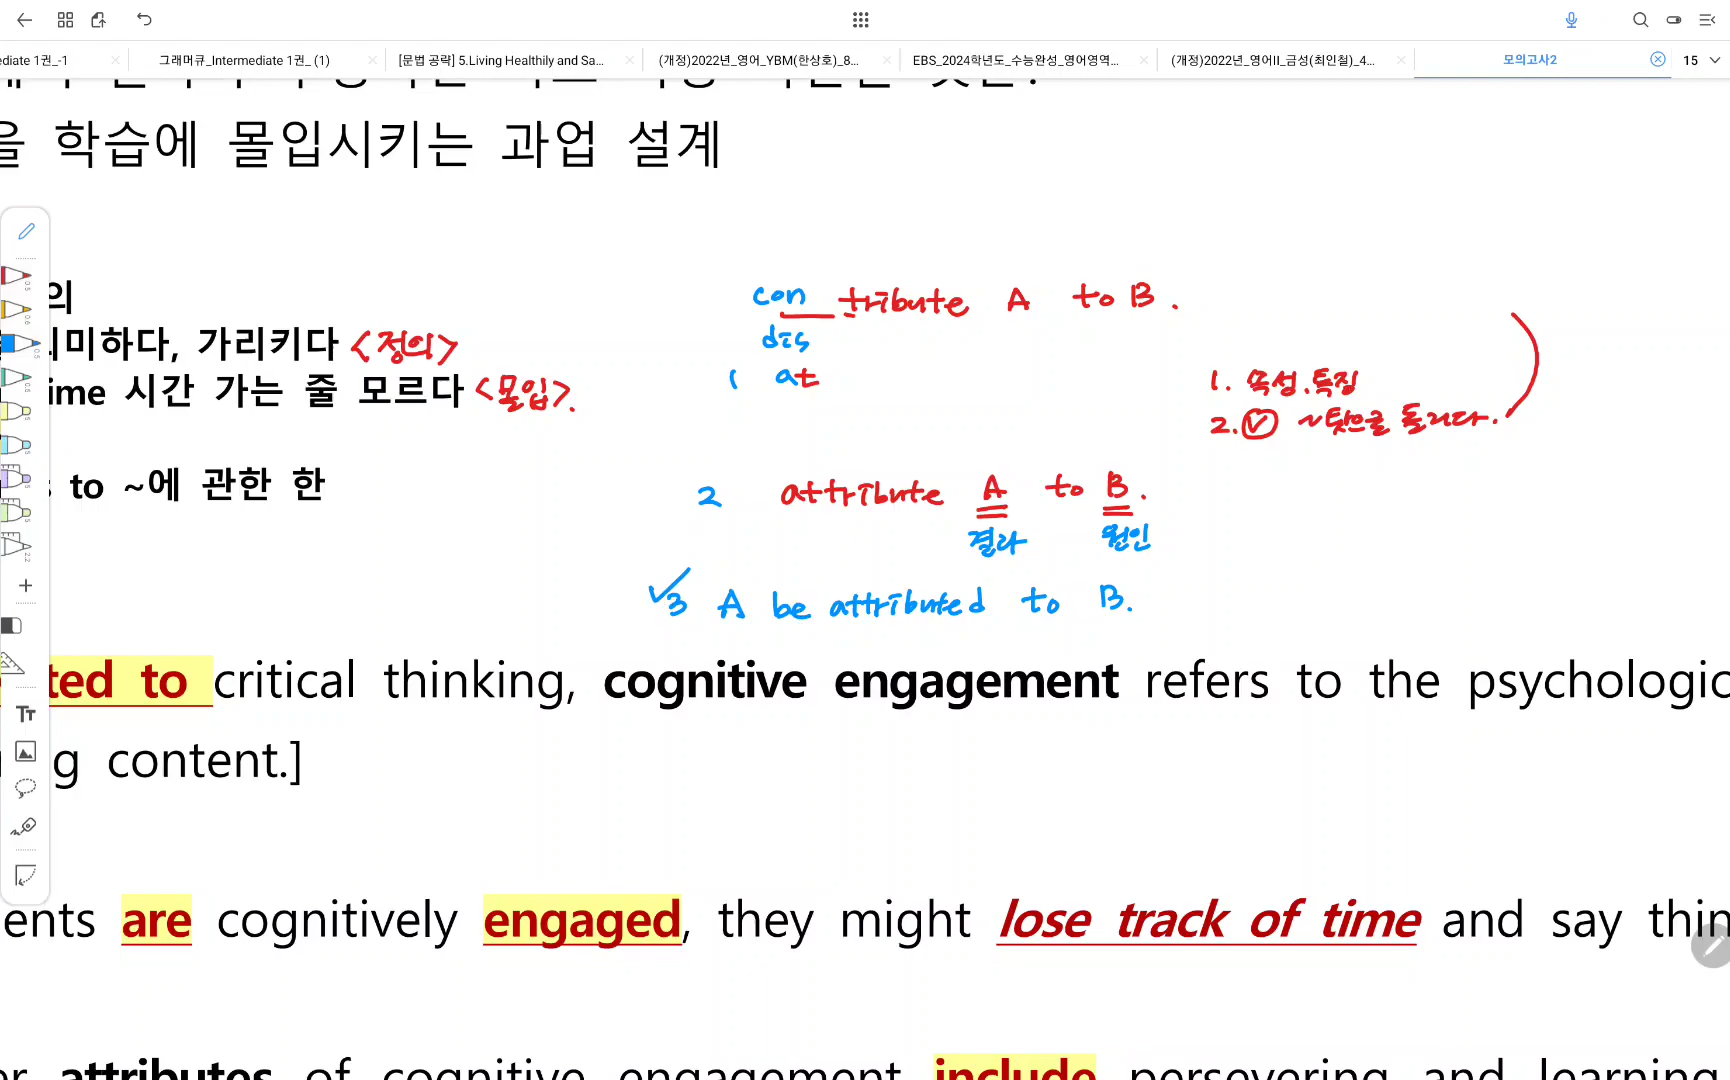 ediate 1권_-1
그래머큐_Intermediate 1권_ (1)
[문법 공략] 5.Living Healthily and Sa...
(개정)2022년_영어_YBM(한상호)_8...
EBS_2024학년도_수능완성_영어영역...
(개정)2022년_영어II_금성(최인철)_4...
모의고사2
15
을 학습에 몰입시키는 과업 설계
의
미하다, 가리키다 <정의>
ime 시간 가는 줄 모르다 <몰입>.
to ~에 관한 한
con tribute A to B.
dis
1 at
1. 속성.특징
2. ⓥ ~탓으로 돌리다.
2 attribute A to B.
결과 원인
3 A be attributed to B.
ted to critical thinking, cognitive engagement refers to the psychologic
g content.]
ents are cognitively engaged, they might lose track of time and say thin
er attributes of cognitive engagement include persevering and learning